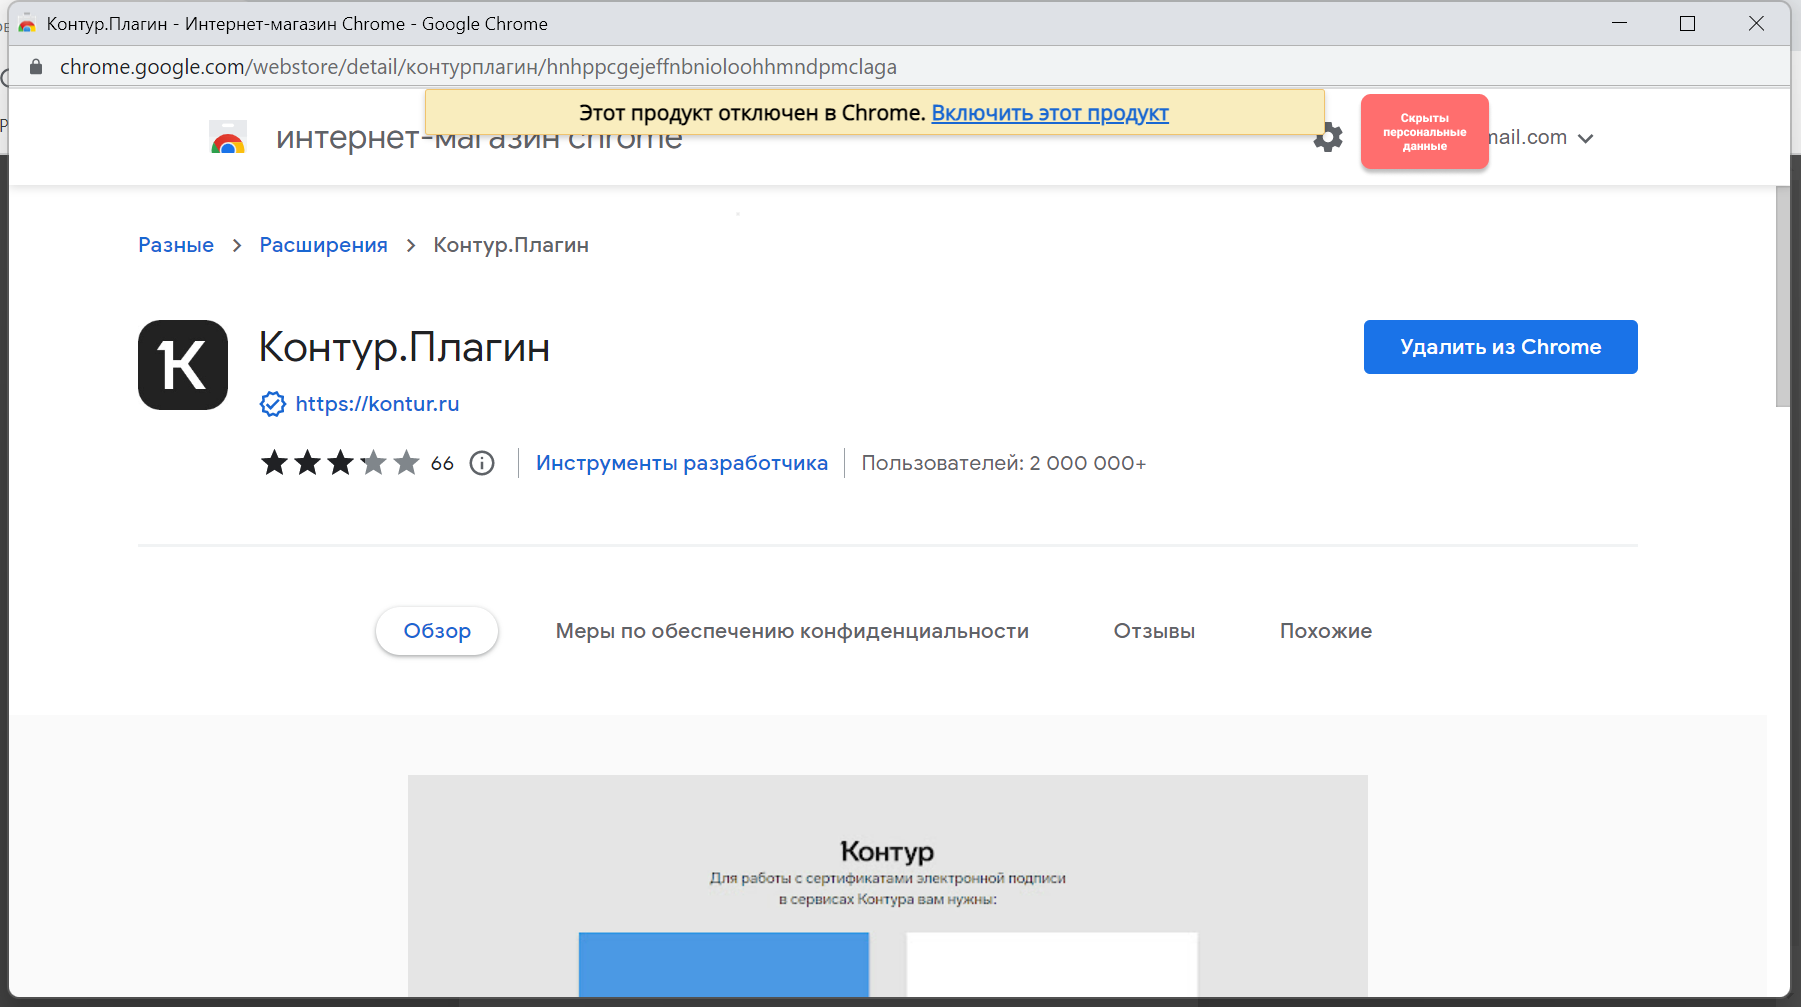 Контур.Плагин - Интернет-магазин Chrome - Google Chrome
chrome.google.com/webstore/detail/контурплагин/hnhppcgejeffnbnioloohhmndpmclaga
Этот продукт отключен в Chrome. Включить этот продукт
интернет-магазин chrome
Скрыты
персональные
данные
mail.com
Разные > Расширения > Контур.Плагин
Контур.Плагин
Удалить из Chrome
https://kontur.ru
66
Инструменты разработчика
Пользователей: 2 000 000+
Обзор
Меры по обеспечению конфиденциальности
Отзывы
Похожие
Контур
Для работы с сертификатами электронной подписи
в сервисах Контура вам нужны: